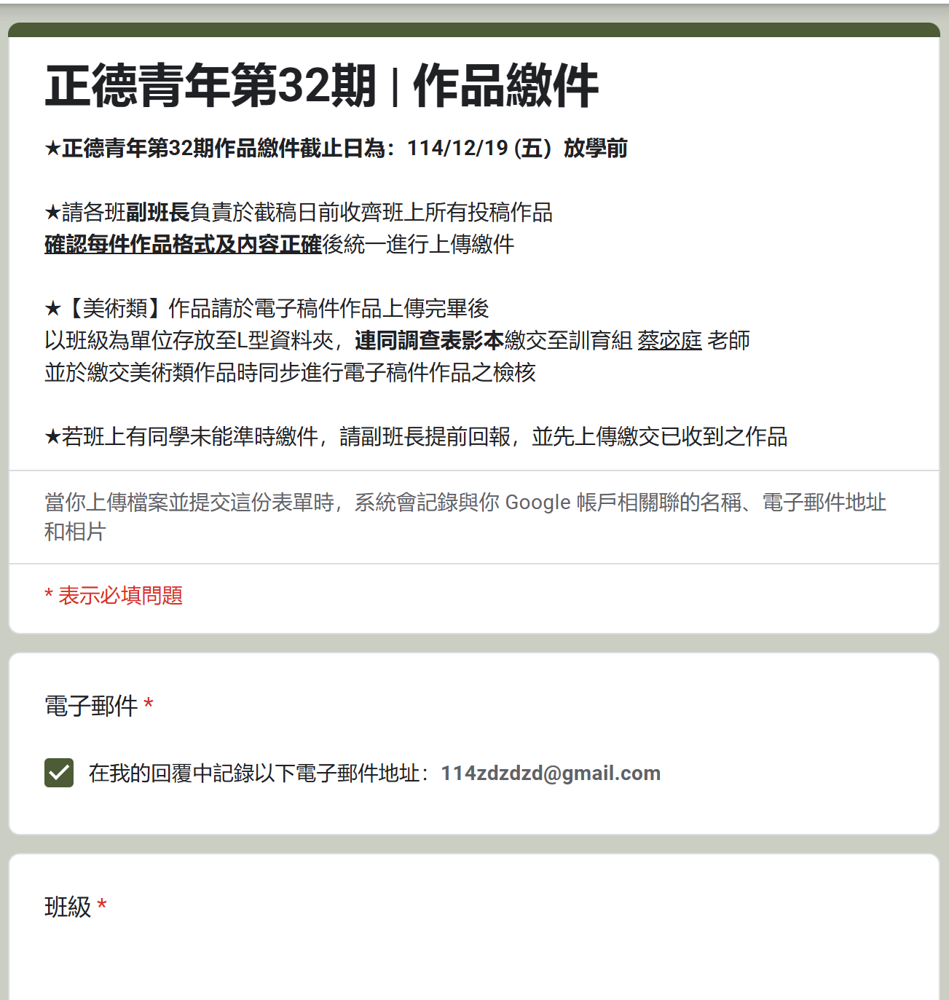 正德青年第32期 | 作品繳件
★正德青年第32期作品繳件截止日為：114/12/19 (五）放學前
★請各班副班長負責於截稿日前收齊班上所有投稿作品
確認每件作品格式及內容正確後統一進行上傳繳件
★【美術類】作品請於電子稿件作品上傳完畢後
以班級為單位存放至L型資料夾，連同調查表影本繳交至訓育組 蔡宓庭 老師
並於繳交美術類作品時同步進行電子稿件作品之檢核
★若班上有同學未能準時繳件，請副班長提前回報，並先上傳繳交已收到之作品
當你上傳檔案並提交這份表單時，系統會記錄與你 Google 帳戶相關聯的名稱、電子郵件地址
和相片
* 表示必填問題
電子郵件 *
在我的回覆中記錄以下電子郵件地址：114zdzdzd@gmail.com
班級 *